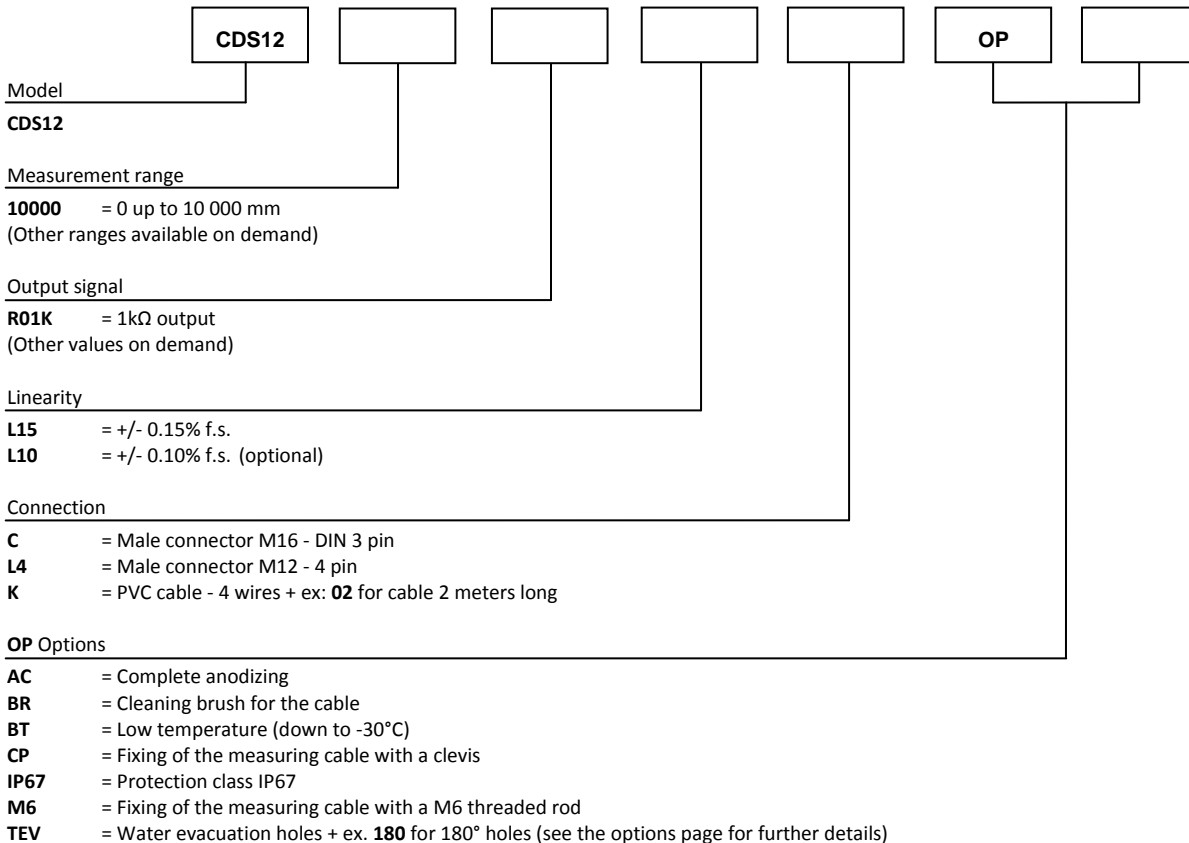 CDS12 OP
Model
CDS12
Measurement range
10000 = 0 up to 10 000 mm
(Other ranges available on demand)
Output signal
R01K = 1kΩ output
(Other values on demand)
Linearity
L15 = +/- 0.15% f.s.
L10 = +/- 0.10% f.s. (optional)
Connection
C = Male connector M16 - DIN 3 pin
L4 = Male connector M12 - 4 pin
K = PVC cable - 4 wires + ex: 02 for cable 2 meters long
OP Options
AC = Complete anodizing
BR = Cleaning brush for the cable
BT = Low temperature (down to -30°C)
CP = Fixing of the measuring cable with a clevis
IP67 = Protection class IP67
M6 = Fixing of the measuring cable with a M6 threaded rod
TEV = Water evacuation holes + ex. 180 for 180° holes (see the options page for further details)